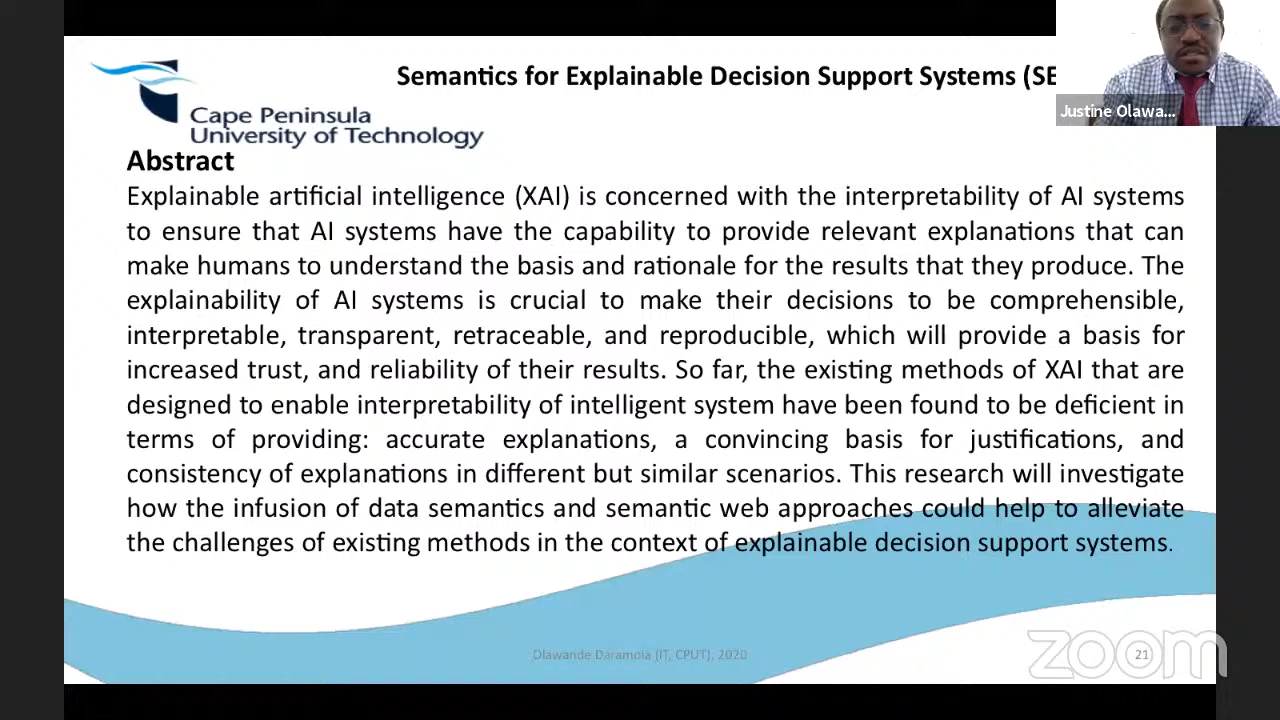 Semantics for Explainable Decision Support Systems (SE
Justine Olawa...
Cape Peninsula
University of Technology
Abstract
Explainable artificial intelligence (XAI) is concerned with the interpretability of AI systems
to ensure that AI systems have the capability to provide relevant explanations that can
make humans to understand the basis and rationale for the results that they produce. The
explainability of AI systems is crucial to make their decisions to be comprehensible,
interpretable, transparent, retraceable, and reproducible, which will provide a basis for
increased trust, and reliability of their results. So far, the existing methods of XAI that are
designed to enable interpretability of intelligent system have been found to be deficient in
terms of providing: accurate explanations, a convincing basis for justifications, and
consistency of explanations in different but similar scenarios. This research will investigate
how the infusion of data semantics and semantic web approaches could help to alleviate
the challenges of existing methods in the context of explainable decision support systems.
Olawande Daramola (IT, CPUT), 2020
21
zoom